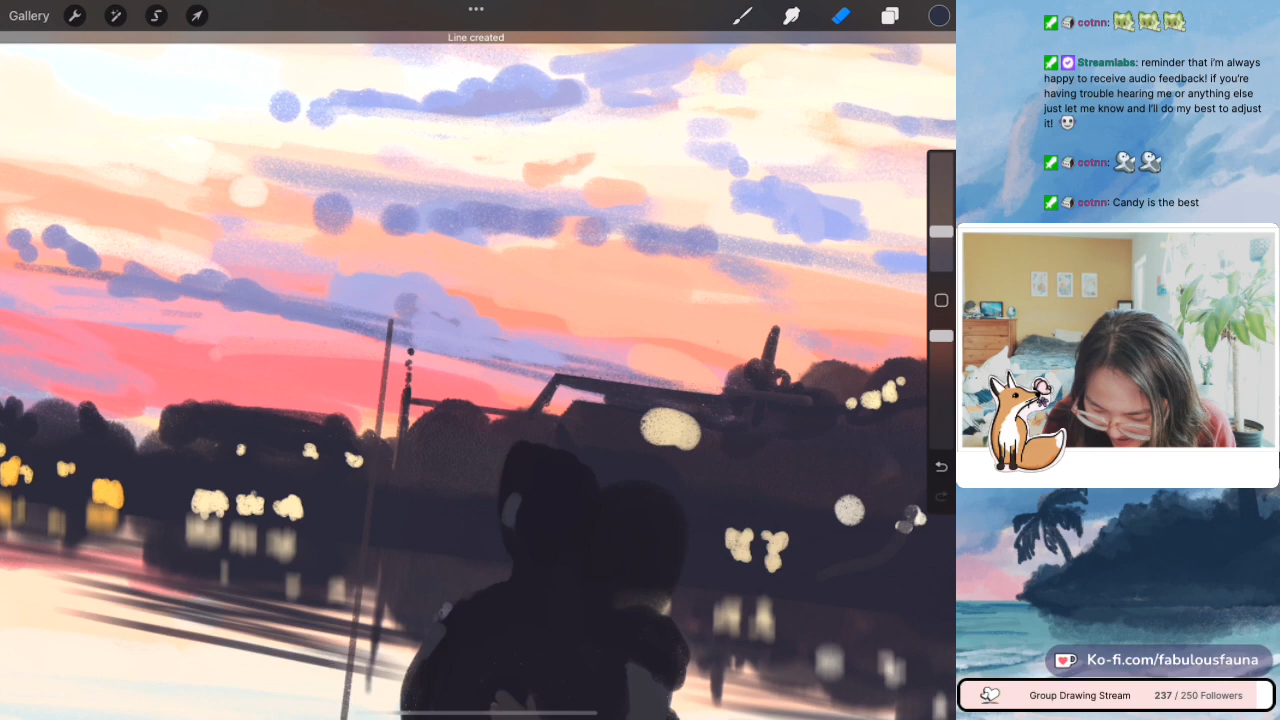 Gallery
Line created
cotnn:
Streamlabs: reminder that i'm always
happy to receive audio feedback! if you're
having trouble hearing me or anything else
just let me know and I'll do my best to adjust
it!
cotnn:
cotnn: Candy is the best
Ko-fi.com/fabulousfauna
Group Drawing Stream 237 / 250 Followers